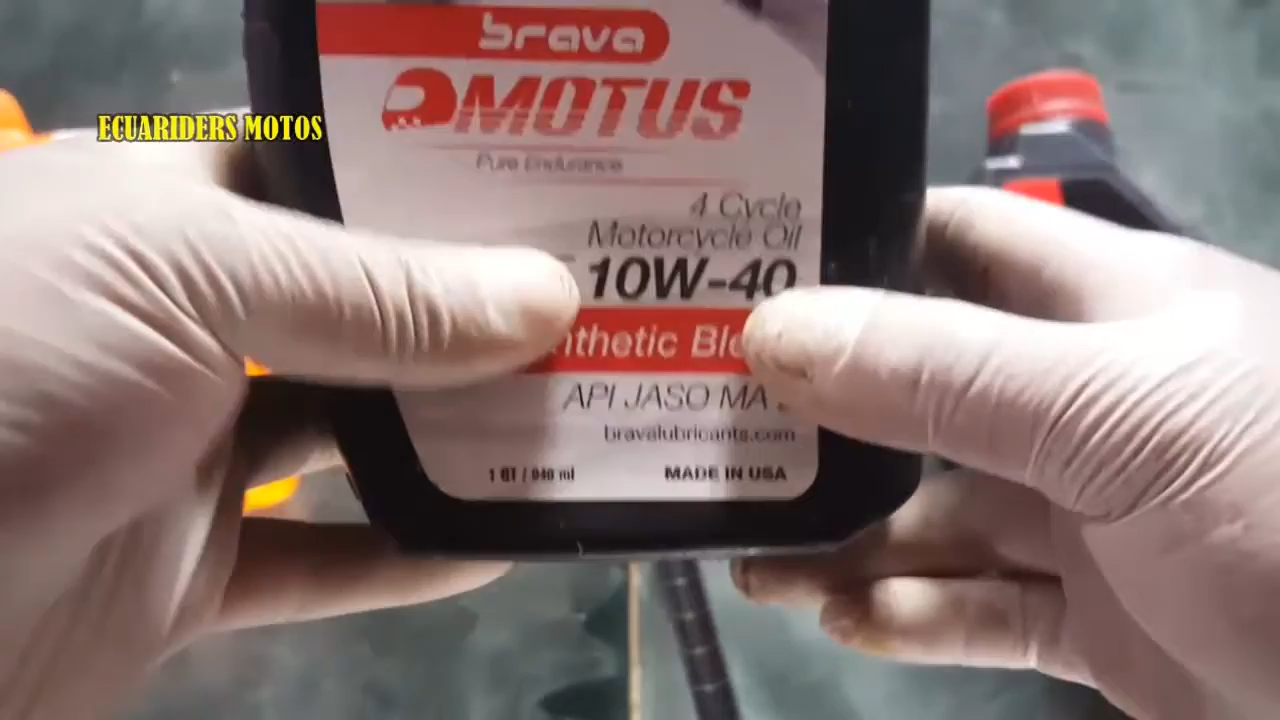 brava
MOTUS
ECUARIDERS MOTOS
Pure Endurance
4 Cycle
Motorcycle Oil
10W-40
nthetic Ble
API JASO MA
bravalubricants.com
1 QT / 946 ml
MADE IN USA